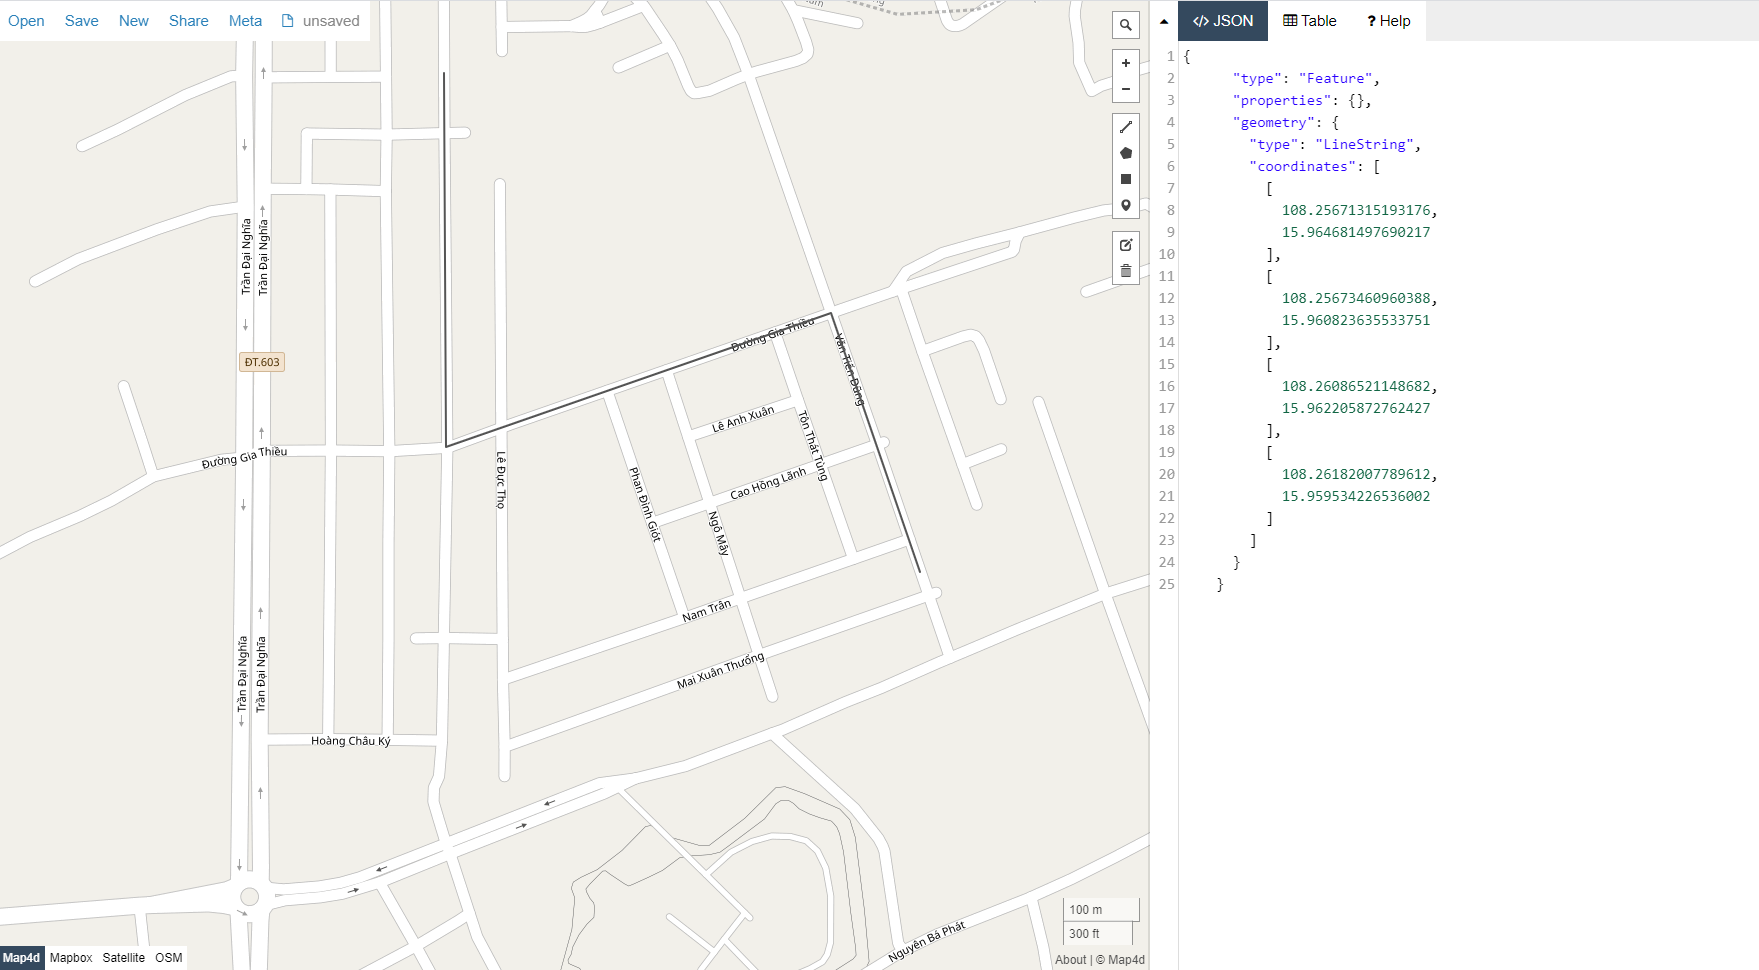 Open Save New Share Meta unsaved
</> JSON Table ? Help
Trần Đại Nghĩa
Trần Đại Nghĩa
ĐT.603
Đường Gia Thiều
Văn Tiến Dũng
Lê Anh Xuân
Tôn Thất Tùng
Đường Gia Thiều
Lê Đực Thọ
Phan Đình Giót
Cao Hồng Lãnh
Ngô Mây
Nam Trân
Trần Đại Nghĩa
Trần Đại Nghĩa
Mai Xuân Thưởng
Hoàng Châu Ký
Nguyễn Bá Phát
100 m
300 ft
About | © Map4d
Map4d Mapbox Satellite OSM
1 {
2 "type": "Feature",
3 "properties": {},
4 "geometry": {
5 "type": "LineString",
6 "coordinates": [
7 [
8 108.25671315193176,
9 15.964681497690217
10 ],
11 [
12 108.25673460960388,
13 15.960823635533751
14 ],
15 [
16 108.26086521148682,
17 15.962205872762427
18 ],
19 [
20 108.26182007789612,
21 15.959534226536002
22 ]
23 ]
24 }
25 }